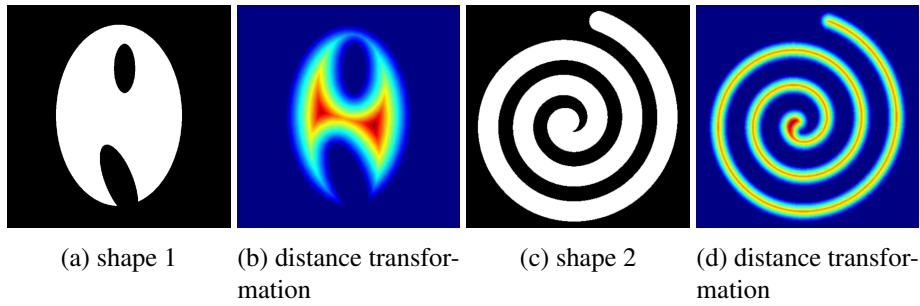 (a) shape 1
(b) distance transfor-
mation
(c) shape 2
(d) distance transfor-
mation